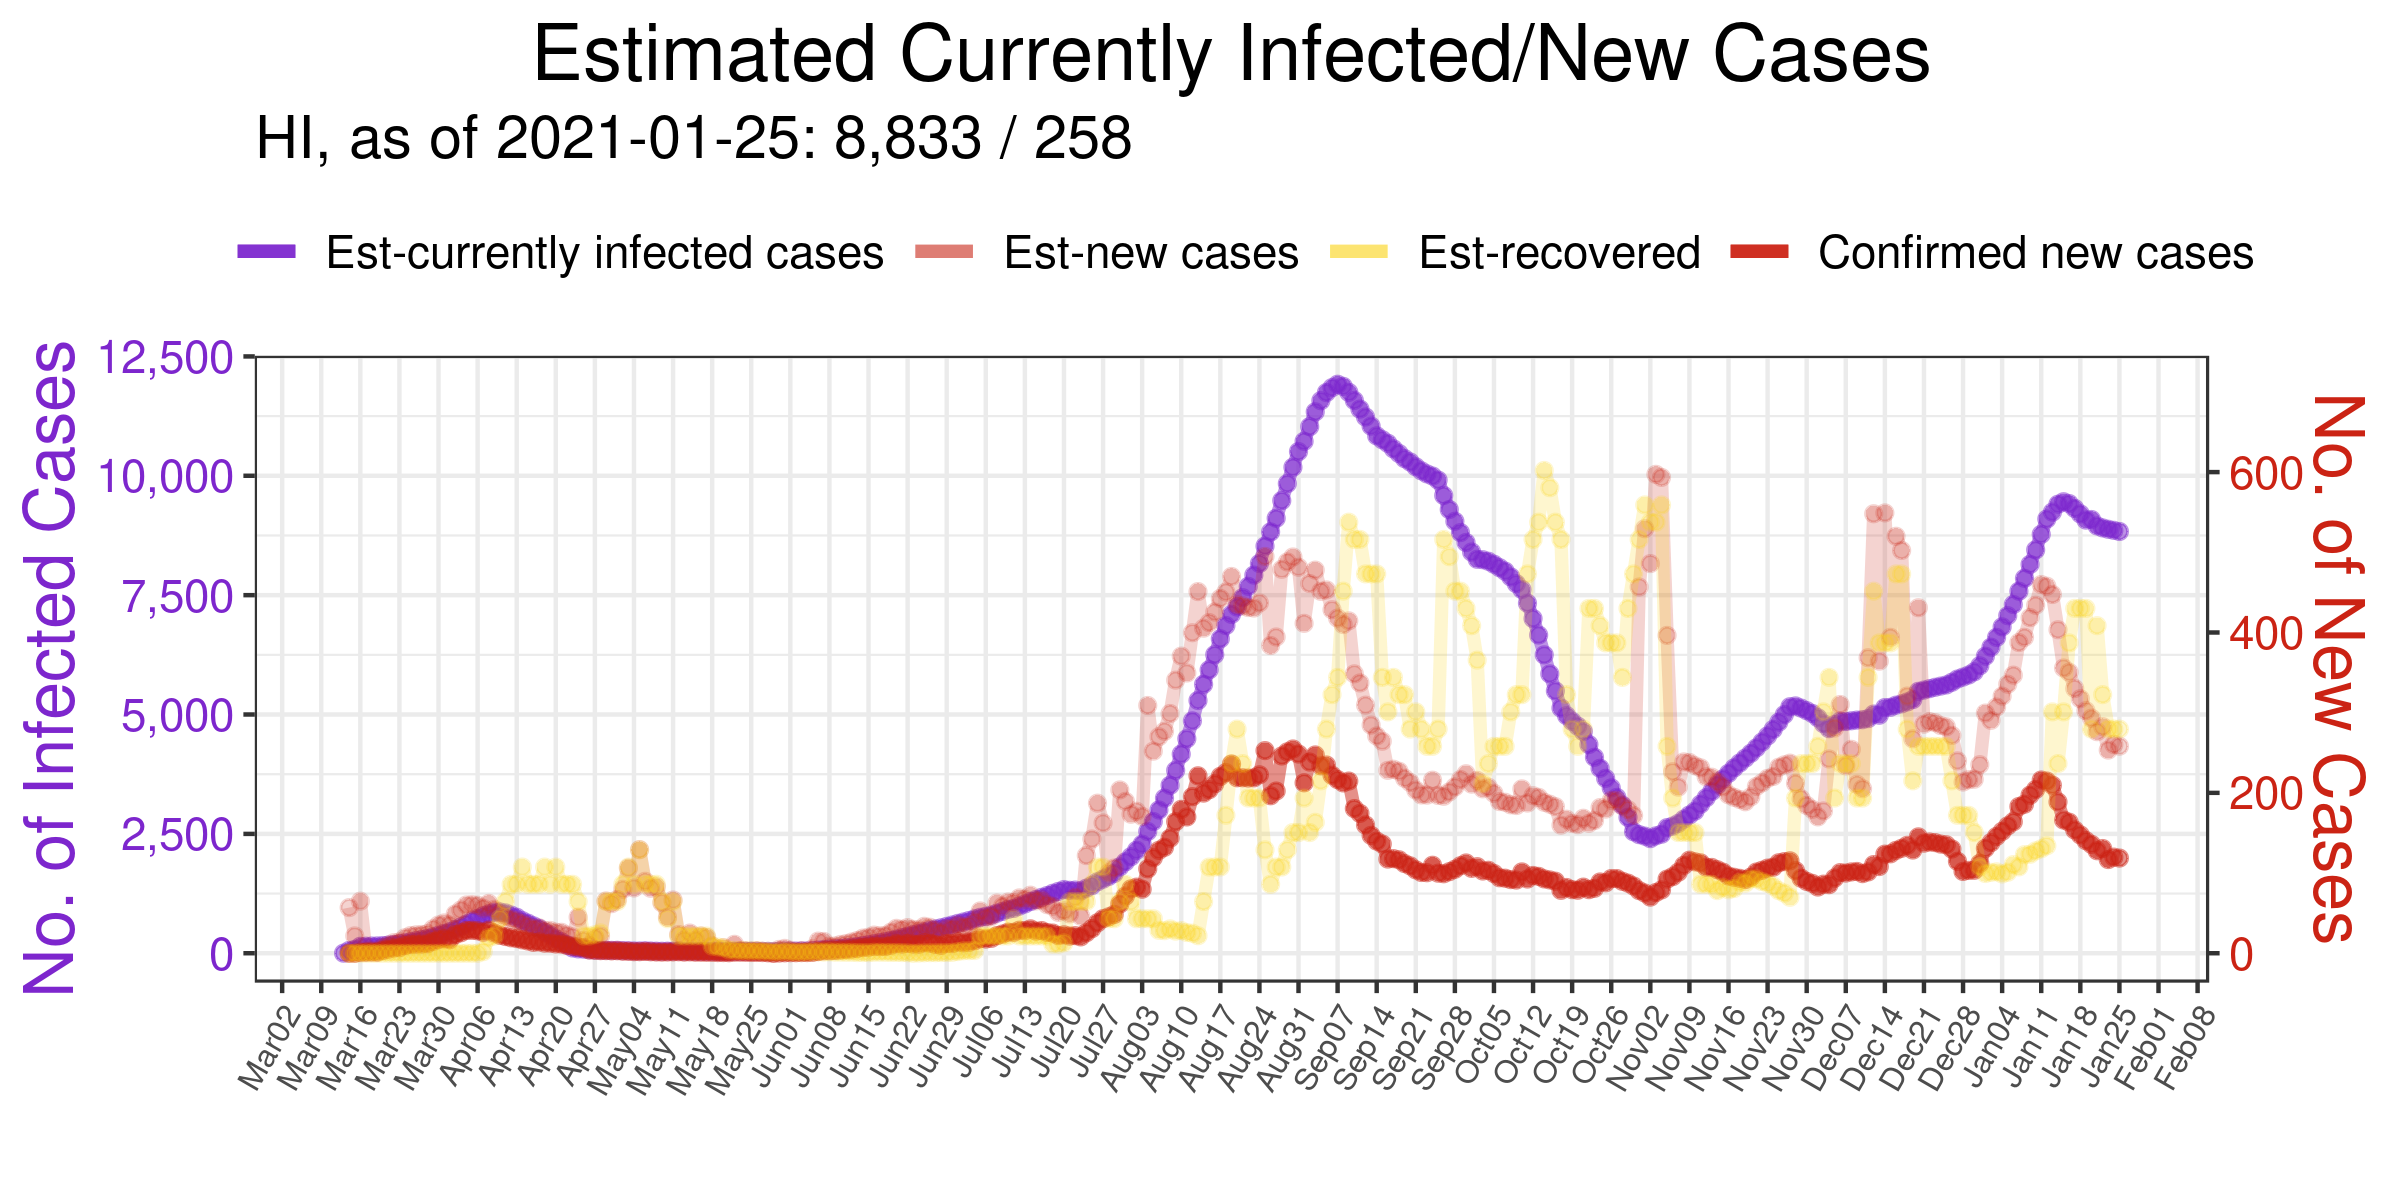 Estimated Currently Infected/New Cases
HI, as of 2021-01-25: 8,833 / 258
Est-currently infected cases Est-new cases Est-recovered Confirmed new cases
No. of Infected Cases
12,500
10,000
7,500
5,000
2,500
0
600
400
200
0
No. of New Cases
Mar02 Mar09 Mar16 Mar23 Mar30 Apr06 Apr13 Apr20 Apr27 May04 May11 May18 May25 Jun01 Jun08 Jun15 Jun22 Jun29 Jul06 Jul13 Jul20 Jul27 Aug03 Aug10 Aug17 Aug24 Aug31 Sep07 Sep14 Sep21 Sep28 Oct05 Oct12 Oct19 Oct26 Nov02 Nov09 Nov16 Nov23 Nov30 Dec07 Dec14 Dec21 Dec28 Jan04 Jan11 Jan18 Jan25 Feb01 Feb08